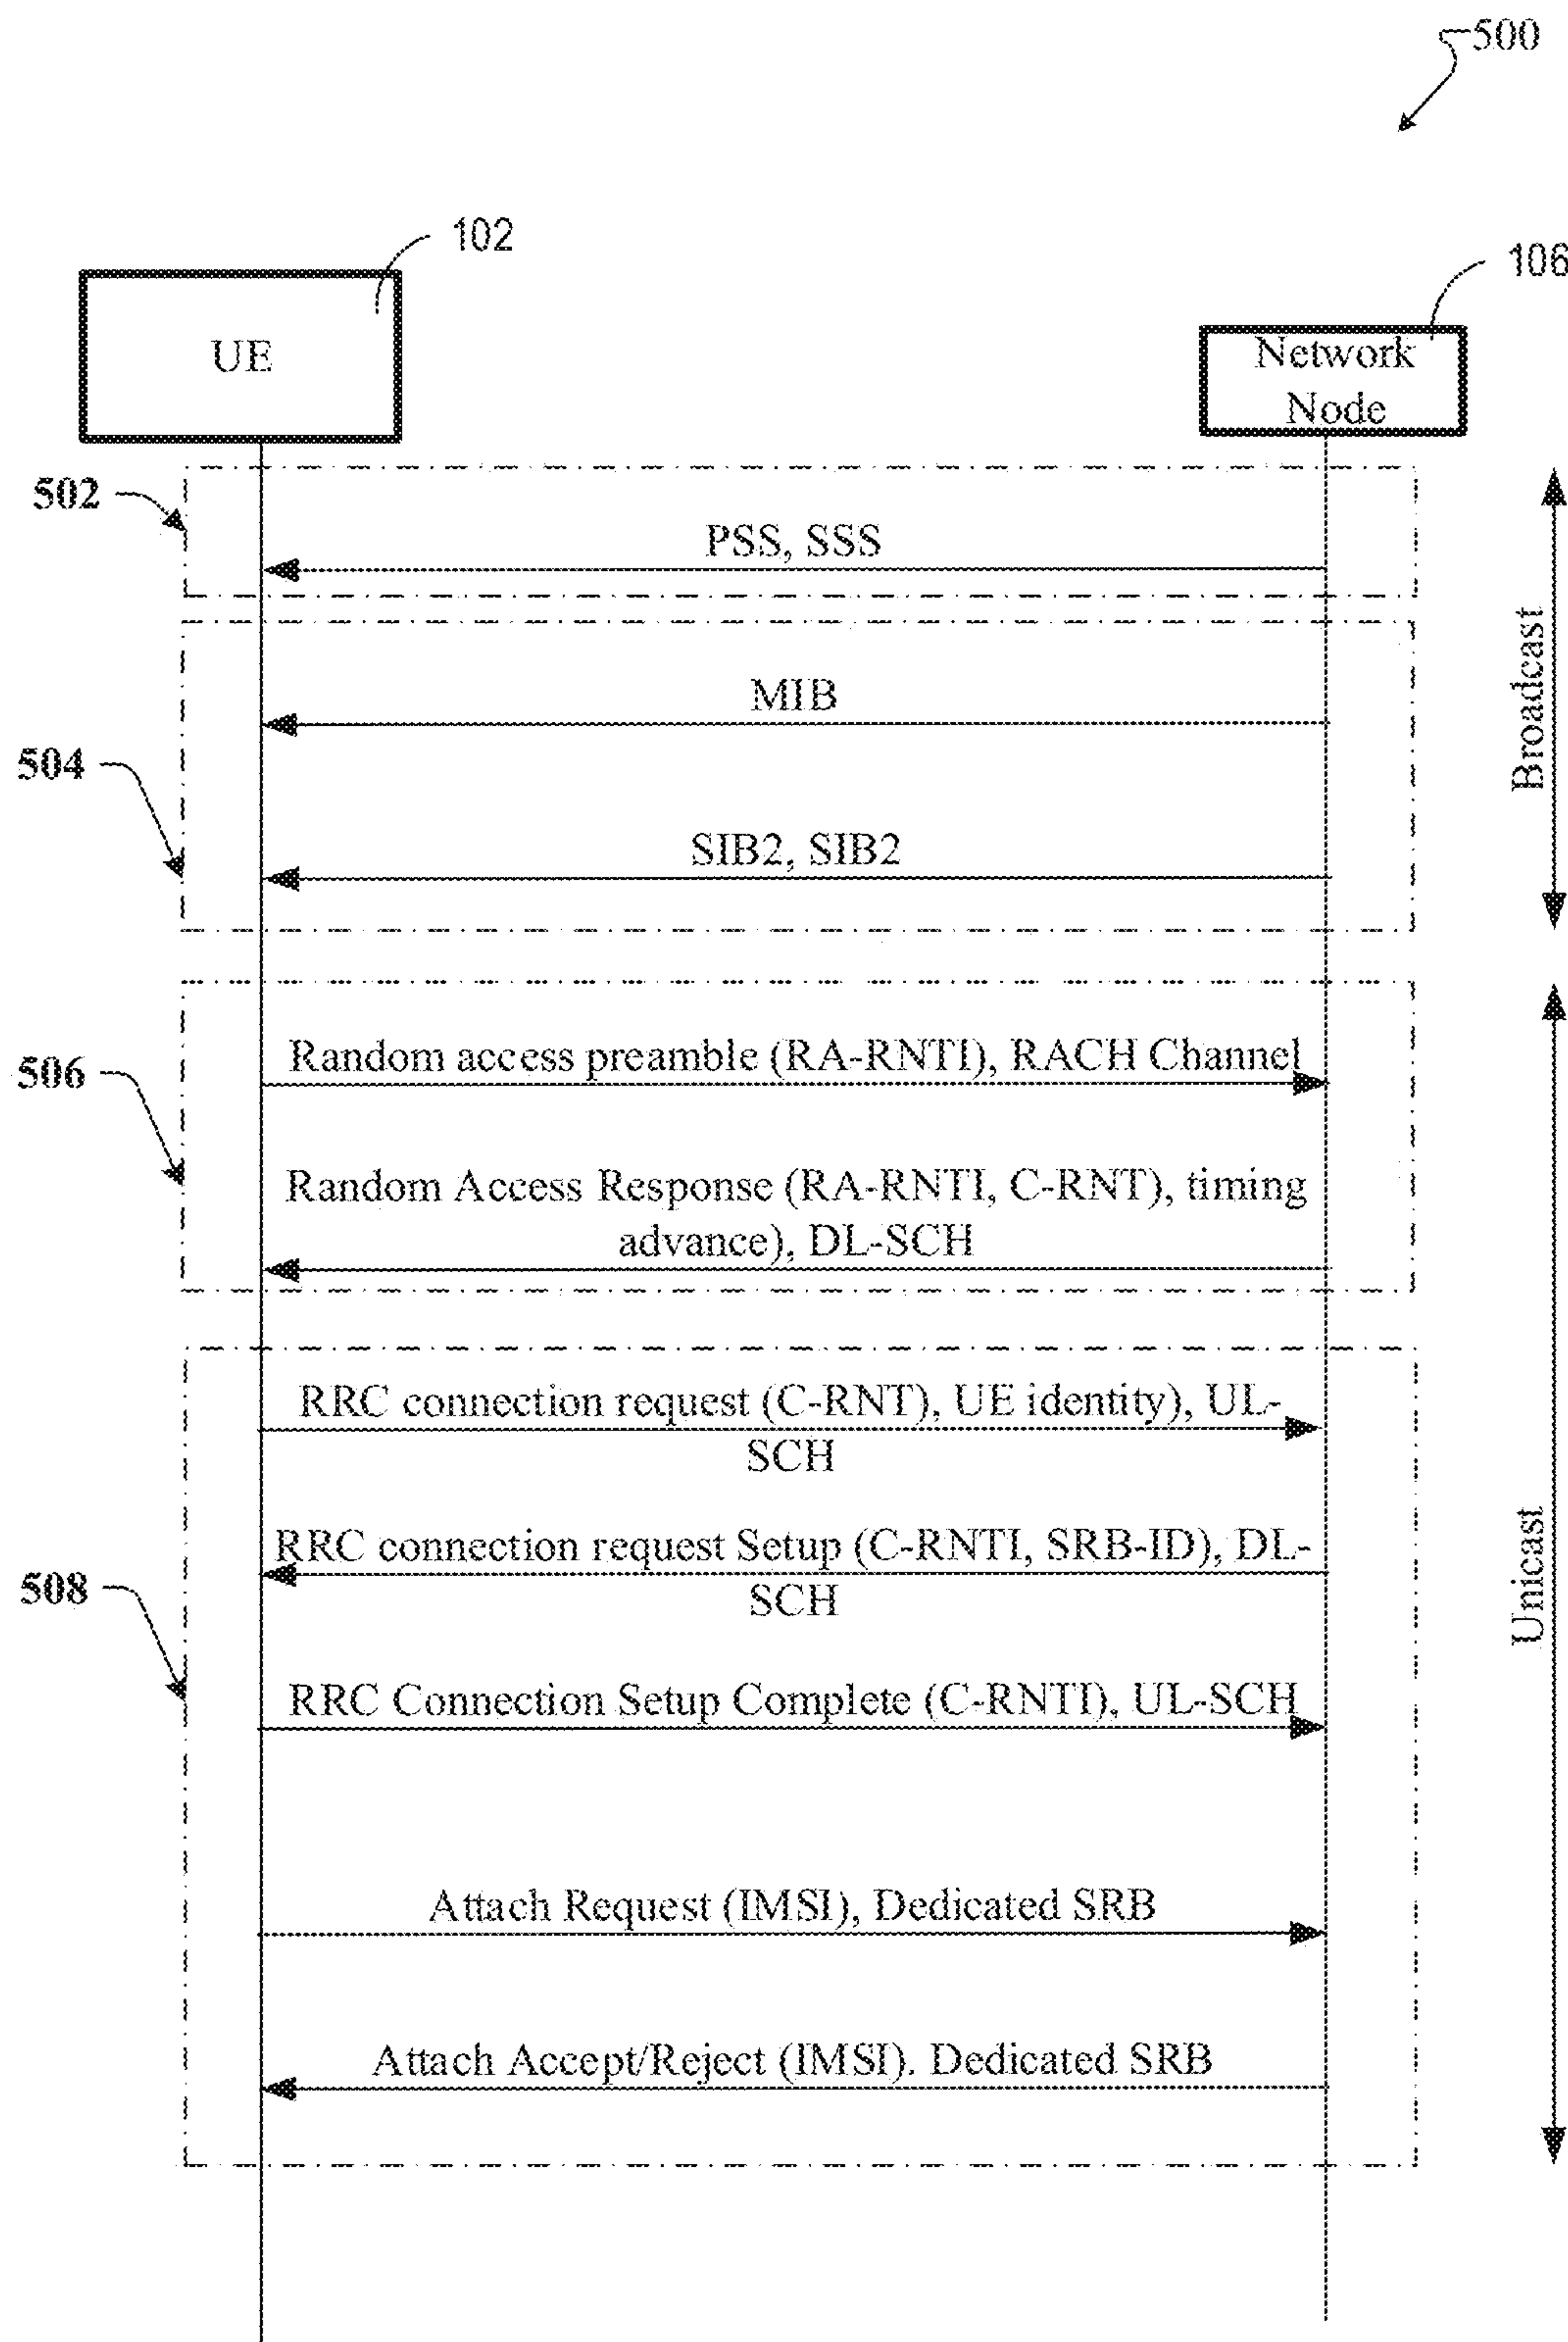 500
102
106
UE
Network
Node
502
PSS, SSS
Broadcast
MIB
504
SIB2, SIB2
506
Random access preamble (RA-RNTI), RACH Channel
Random Access Response (RA-RNTI, C-RNT), timing
advance), DL-SCH
Unicast
RRC connection request (C-RNT), UE identity), UL-
SCH
RRC connection request Setup (C-RNTI, SRB-ID), DL-
SCH
508
RRC Connection Setup Complete (C-RNTI), UL-SCH
Attach Request (IMSI), Dedicated SRB
Attach Accept/Reject (IMSI). Dedicated SRB